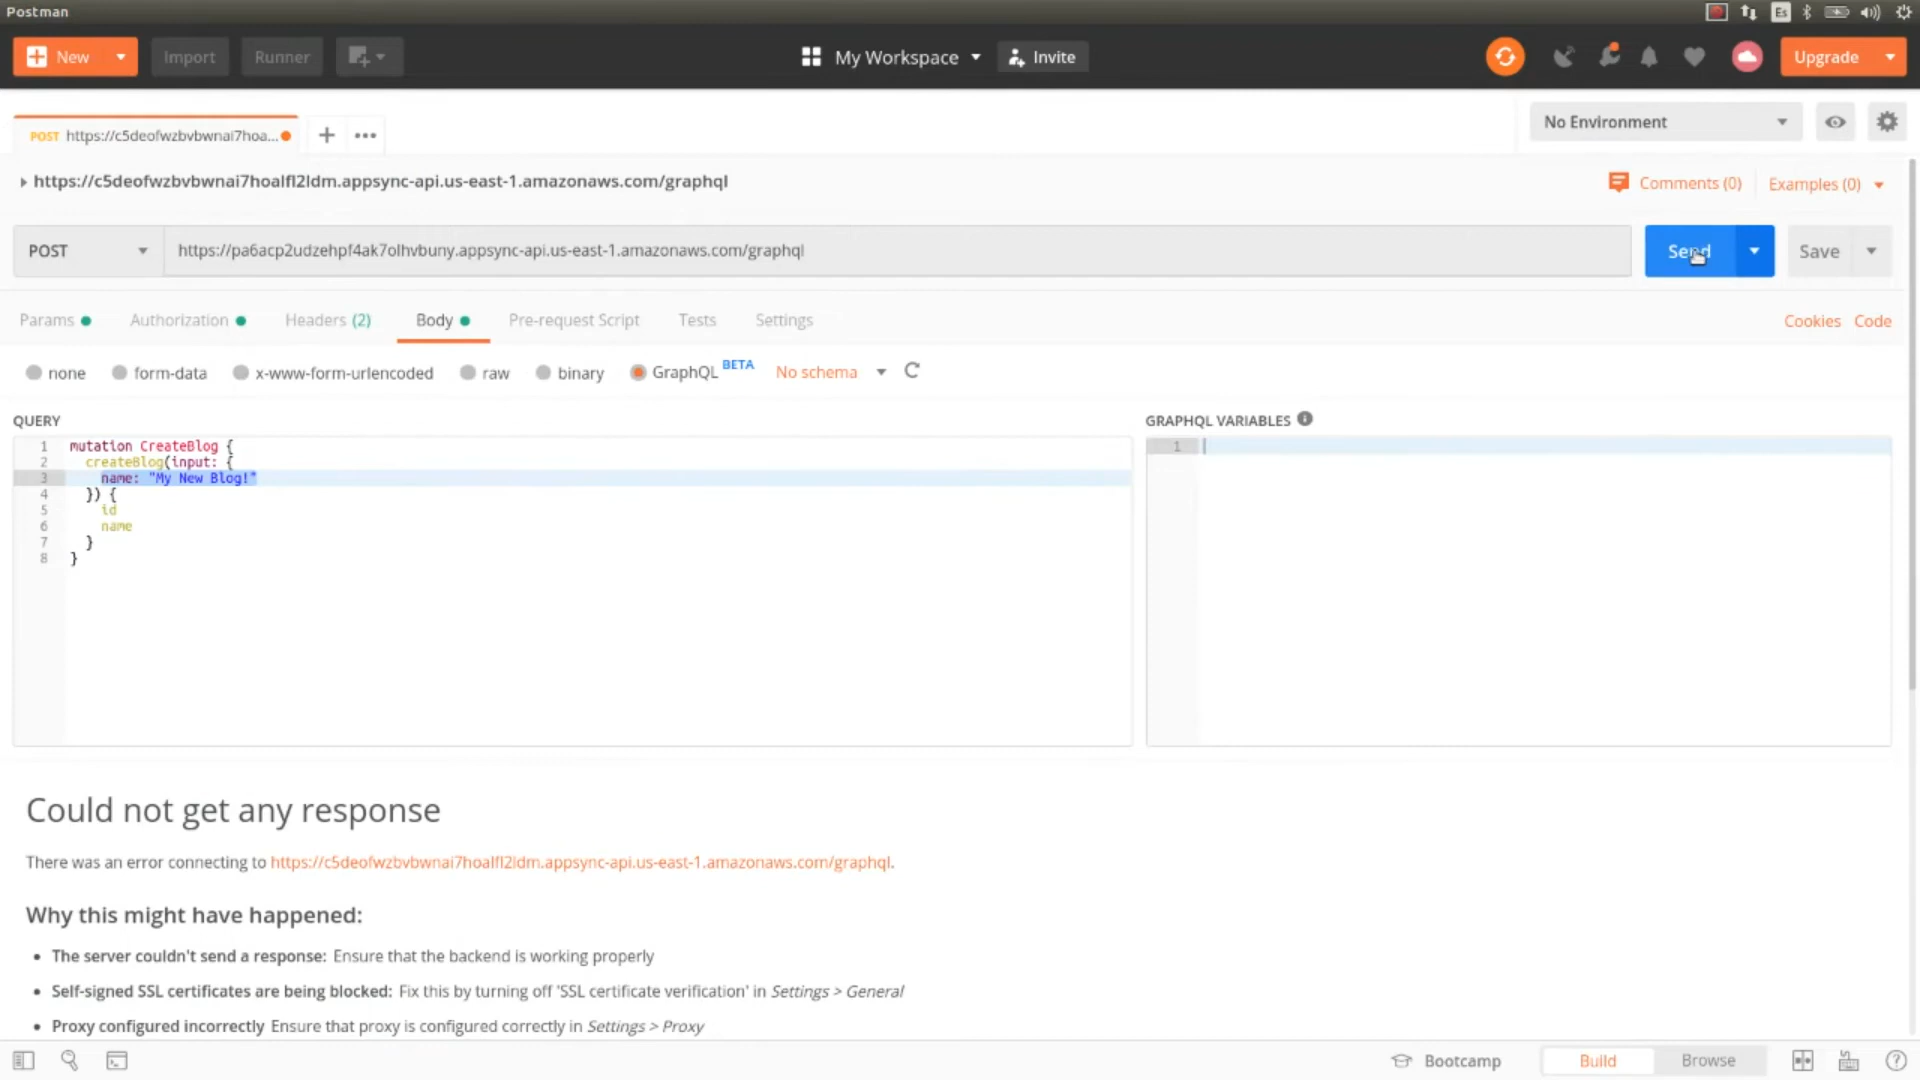 Postman
Es
New
Import
Runner
My Workspace
Invite
Upgrade
POST https://c5deofwzbvbwnai7hoa...
No Environment
https://c5deofwzbvbwnai7hoalfl2ldm.appsync-api.us-east-1.amazonaws.com/graphql
Comments (0)
Examples (0)
POST
https://pa6acp2udzehpf4ak7olhvbuny.appsync-api.us-east-1.amazonaws.com/graphql
Send
Save
Params
Authorization
Headers (2)
Body
Pre-request Script
Tests
Settings
Cookies
Code
none
form-data
x-www-form-urlencoded
raw
binary
GraphQL BETA
No schema
QUERY
1 mutation CreateBlog {
2 createBlog(input: {
3 name: "My New Blog!"
4 }) {
5 id
6 name
7 }
8 }
GRAPHQL VARIABLES
1
Could not get any response
There was an error connecting to https://c5deofwzbvbwnai7hoalfl2ldm.appsync-api.us-east-1.amazonaws.com/graphql.
Why this might have happened:
• The server couldn't send a response: Ensure that the backend is working properly
• Self-signed SSL certificates are being blocked: Fix this by turning off 'SSL certificate verification' in Settings > General
• Proxy configured incorrectly Ensure that proxy is configured correctly in Settings > Proxy
Bootcamp
Build
Browse